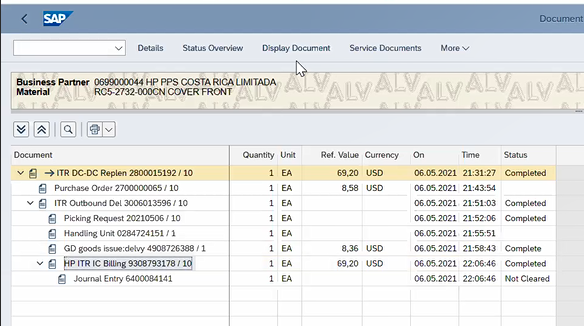 SAP
Document
Details Status Overview Display Document Service Documents More
Business Partner 0699000044 HP PPS COSTA RICA LIMITADA
Material RC5-2732-000CN COVER FRONT
ALV ALV ALV ALV ALV ALV
Document Quantity Unit Ref. Value Currency On Time Status
ITR DC-DC Replen 2800015192 / 10 1 EA 69,20 USD 06.05.2021 21:31:27 Completed
Purchase Order 2700000065 / 10 1 EA 8,58 USD 06.05.2021 21:43:54
ITR Outbound Del 3006013596 / 10 1 EA 06.05.2021 21:51:03 Completed
Picking Request 20210506 / 10 1 EA 06.05.2021 21:52:06 Completed
Handling Unit 0284724151 / 1 1 EA 06.05.2021 21:55:51
GD goods issue:delvy 4908726388 / 1 1 EA 8,36 USD 06.05.2021 21:58:43 Complete
HP ITR IC Billing 9308793178 / 10 1 EA 69,20 USD 06.05.2021 22:06:46 Completed
Journal Entry 6400084141 1 EA 06.05.2021 22:06:46 Not Cleared